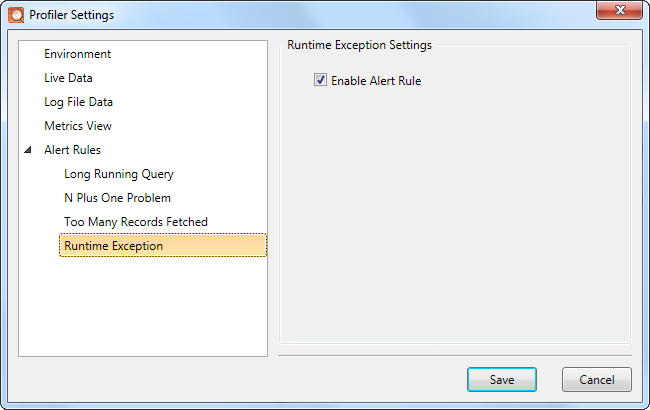 Profiler Settings
Environment
Live Data
Log File Data
Metrics View
Alert Rules
Long Running Query
N Plus One Problem
Too Many Records Fetched
Runtime Exception
Runtime Exception Settings
Enable Alert Rule
Save
Cancel